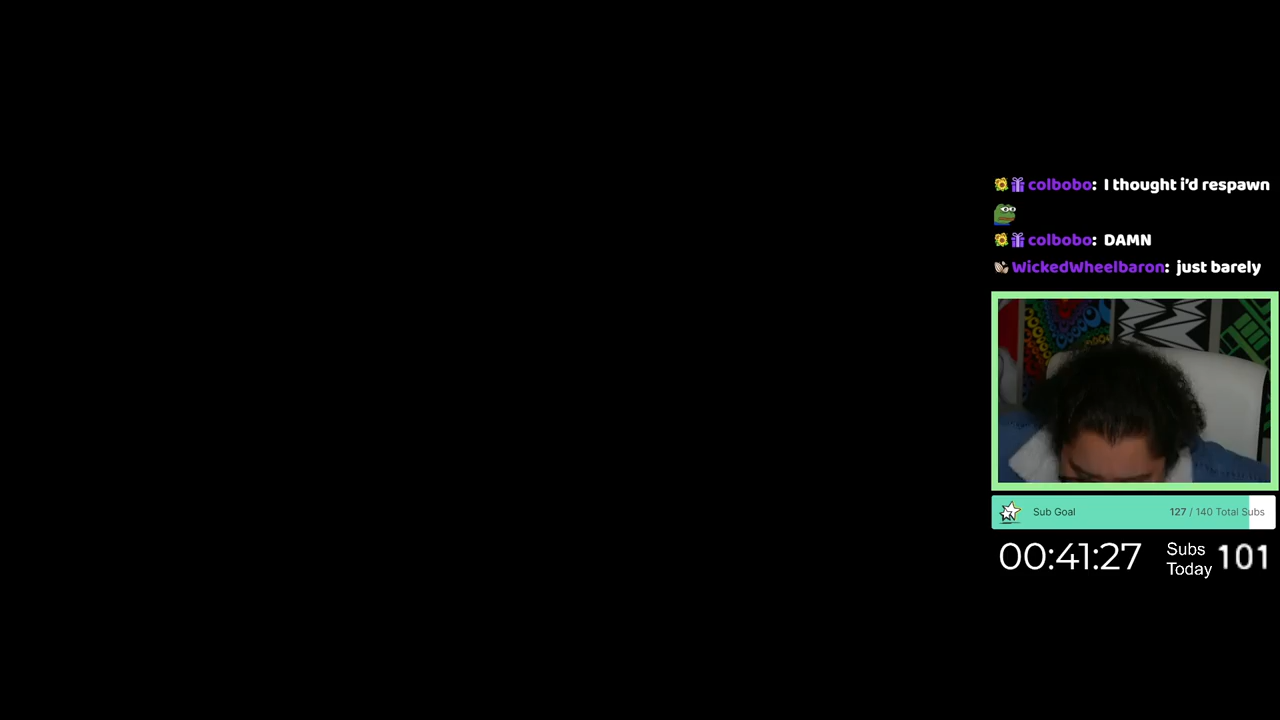 colbobo: I thought i'd respawn
colbobo: DAMN
WickedWheelbaron: just barely
Sub Goal 127 / 140 Total Subs
00:41:27 Subs Today 101